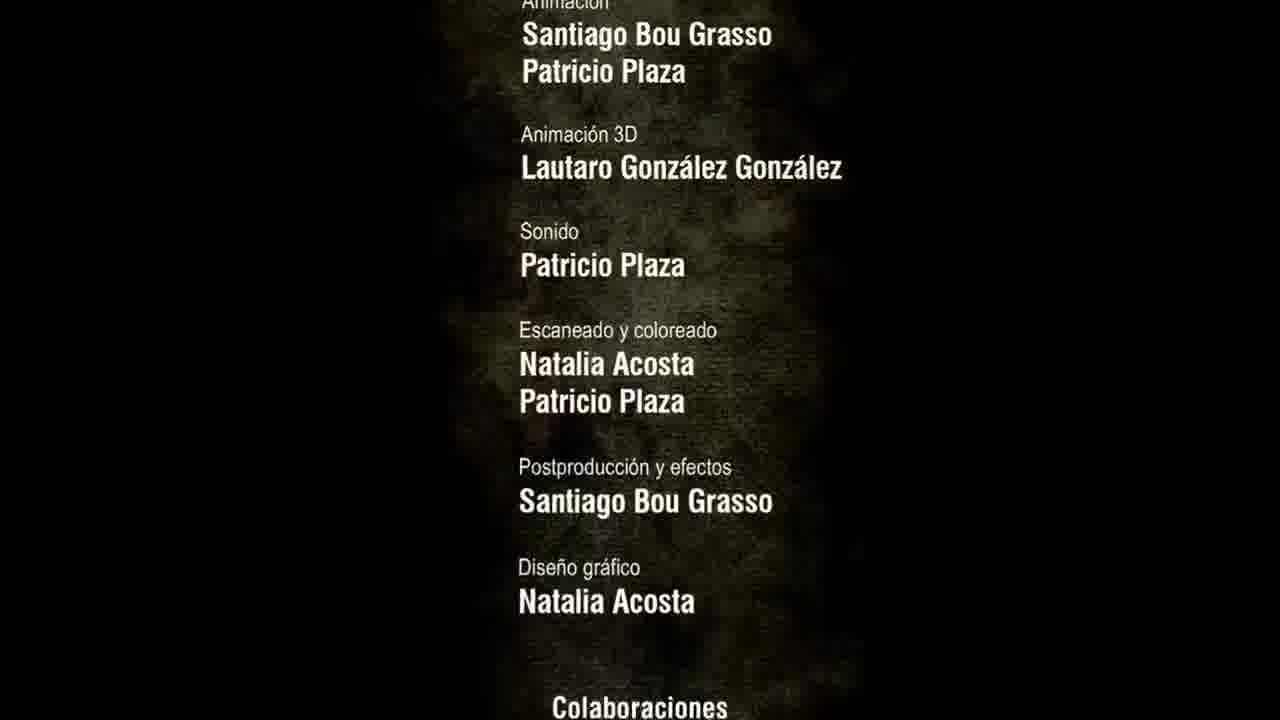 Animación
Santiago Bou Grasso
Patricio Plaza
Animación 3D
Lautaro González González
Sonido
Patricio Plaza
Escaneado y coloreado
Natalia Acosta
Patricio Plaza
Postproducción y efectos
Santiago Bou Grasso
Diseño gráfico
Natalia Acosta
Colaboraciones